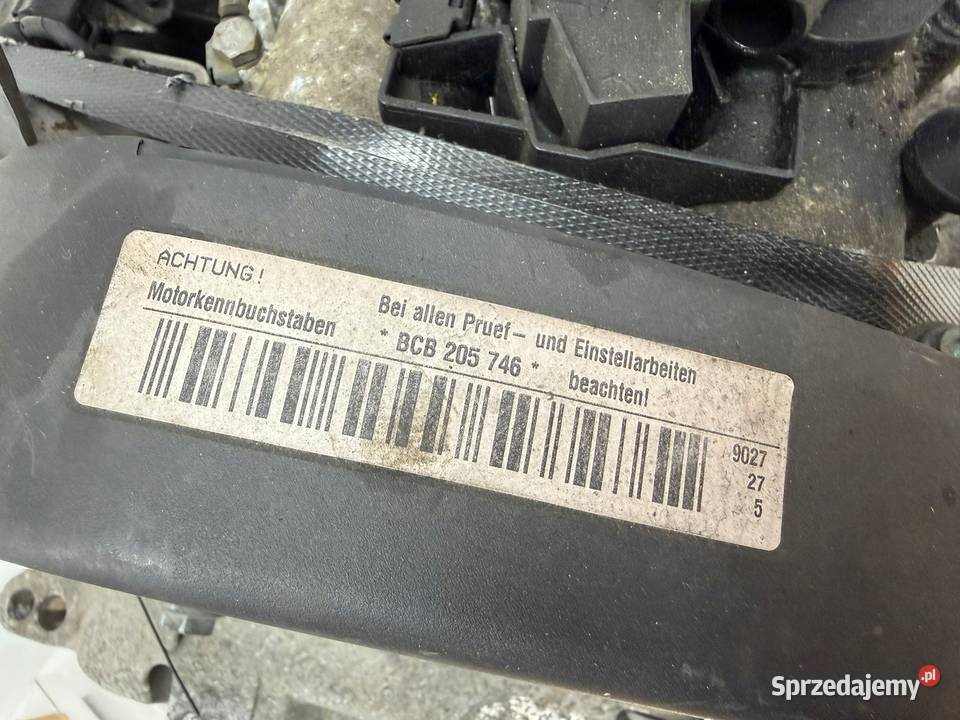 ACHTUNG!
Bei allen Pruef- und Einstellarbeiten
Motorkennbuchstaben * BCB 205 746 * beachten!
9027
27
5
Sprzedajemy.pl